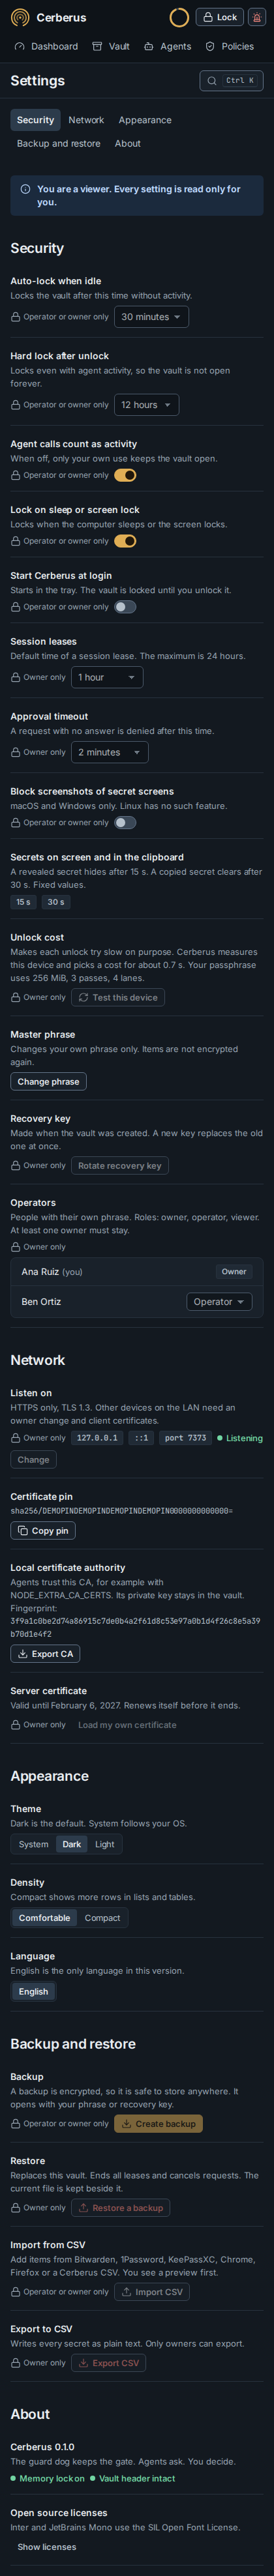 Cerberus
Lock
Dashboard Vault Agents Policies
Settings
Ctrl K
Security Network Appearance
Backup and restore About
You are a viewer. Every setting is read only for
you.
Security
Auto-lock when idle
Locks the vault after this time without activity.
Operator or owner only 30 minutes
Hard lock after unlock
Locks even with agent activity, so the vault is not open
forever.
Operator or owner only 12 hours
Agent calls count as activity
When off, only your own use keeps the vault open.
Operator or owner only
Lock on sleep or screen lock
Locks when the computer sleeps or the screen locks.
Operator or owner only
Start Cerberus at login
Starts in the tray. The vault is locked until you unlock it.
Operator or owner only
Session leases
Default time of a session lease. The maximum is 24 hours.
Owner only 1 hour
Approval timeout
A request with no answer is denied after this time.
Owner only 2 minutes
Block screenshots of secret screens
macOS and Windows only. Linux has no such feature.
Operator or owner only
Secrets on screen and in the clipboard
A revealed secret hides after 15 s. A copied secret clears after
30 s. Fixed values.
15 s 30 s
Unlock cost
Makes each unlock try slow on purpose. Cerberus measures
this device and picks a cost for about 0.7 s. Your passphrase
uses 256 MiB, 3 passes, 4 lanes.
Owner only Test this device
Master phrase
Changes your own phrase only. Items are not encrypted
again.
Change phrase
Recovery key
Made when the vault was created. A new key replaces the old
one at once.
Owner only Rotate recovery key
Operators
People with their own phrase. Roles: owner, operator, viewer.
At least one owner must stay.
Owner only
Ana Ruiz (you) Owner
Ben Ortiz Operator
Network
Listen on
HTTPS only, TLS 1.3. Other devices on the LAN need an
owner change and client certificates.
Owner only 127.0.0.1 ::1 port 7373 Listening
Change
Certificate pin
sha256/DEMOPINDEMOPINDEMOPINDEMOPIN0000000000000=
Copy pin
Local certificate authority
Agents trust this CA, for example with
NODE_EXTRA_CA_CERTS. Its private key stays in the vault.
Fingerprint:
3f9a1c0be2d74a86915c7de0b4a2f61d8c53e97a0b1d4f26c8e5a39
b70d1e4f2
Export CA
Server certificate
Valid until February 6, 2027. Renews itself before it ends.
Owner only Load my own certificate
Appearance
Theme
Dark is the default. System follows your OS.
System Dark Light
Density
Compact shows more rows in lists and tables.
Comfortable Compact
Language
English is the only language in this version.
English
Backup and restore
Backup
A backup is encrypted, so it is safe to store anywhere. It
opens with your phrase or recovery key.
Operator or owner only Create backup
Restore
Replaces this vault. Ends all leases and cancels requests. The
current file is kept beside it.
Owner only Restore a backup
Import from CSV
Add items from Bitwarden, 1Password, KeePassXC, Chrome,
Firefox or a Cerberus CSV. You see a preview first.
Operator or owner only Import CSV
Export to CSV
Writes every secret as plain text. Only owners can export.
Owner only Export CSV
About
Cerberus 0.1.0
The guard dog keeps the gate. Agents ask. You decide.
Memory lock on Vault header intact
Open source licenses
Inter and JetBrains Mono use the SIL Open Font License.
Show licenses